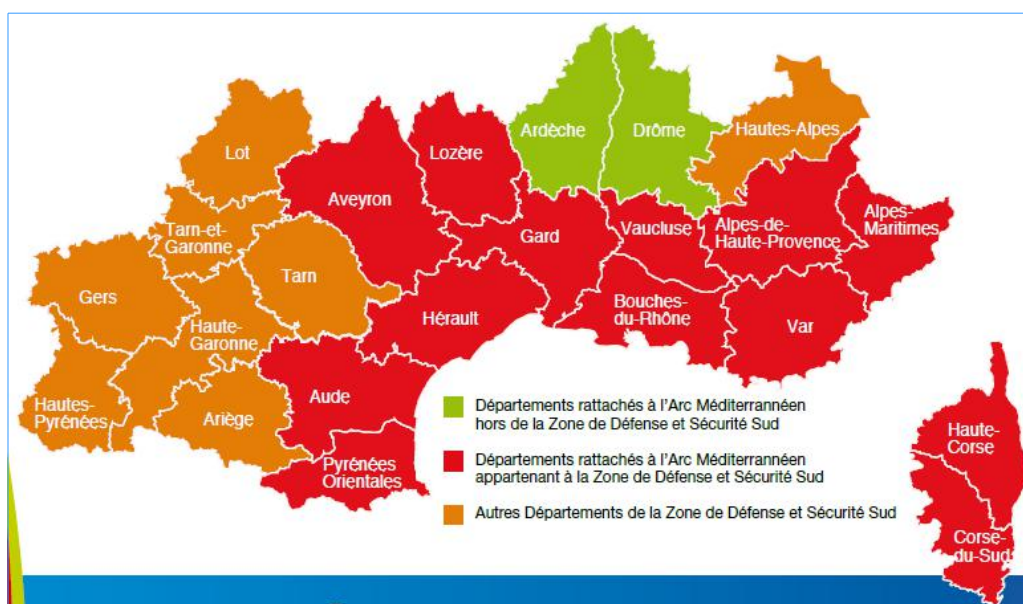 Ardèche
Drôme
Hautes-Alpes
Lot
Lozère
Aveyron
Tarn-et-
Garonne
Gard
Vaucluse
Alpes-de-
Haute-Provence
Alpes-
Maritimes
Tarn
Gers
Bouches-
du-Rhône
Hérault
Var
Haute-
Garonne
Aude
Hautes-
Pyrénées
Ariège
Pyrénées
Orientales
Départements rattachés à l'Arc Méditerrannéen
hors de la Zone de Défense et Sécurité Sud
Départements rattachés à l'Arc Méditerrannéen
appartenant à la Zone de Défense et Sécurité Sud
Autres Départements de la Zone de Défense et Sécurité Sud
Haute-
Corse
Corse-
du-Sud